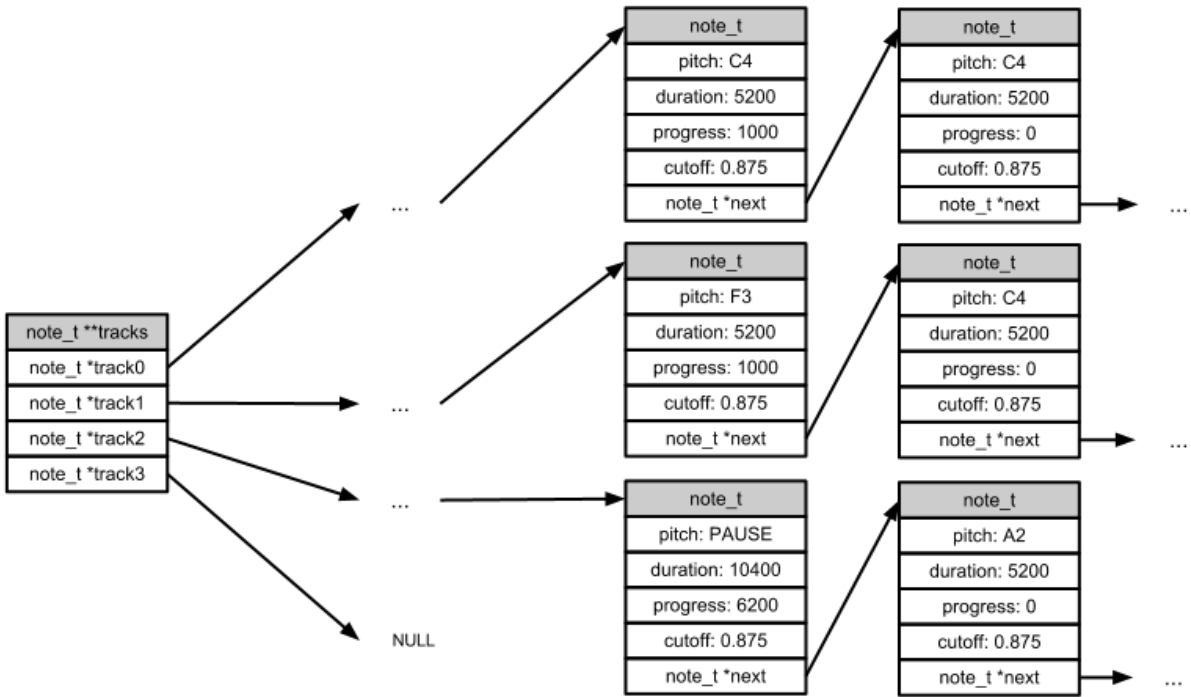 note_t **tracks
note_t *track0
note_t *track1
note_t *track2
note_t *track3
...
...
...
NULL
note_t
pitch: C4
duration: 5200
progress: 1000
cutoff: 0.875
note_t *next
note_t
pitch: C4
duration: 5200
progress: 0
cutoff: 0.875
note_t *next
...
note_t
pitch: F3
duration: 5200
progress: 1000
cutoff: 0.875
note_t *next
note_t
pitch: C4
duration: 5200
progress: 0
cutoff: 0.875
note_t *next
...
note_t
pitch: PAUSE
duration: 10400
progress: 6200
cutoff: 0.875
note_t *next
note_t
pitch: A2
duration: 5200
progress: 0
cutoff: 0.875
note_t *next
...